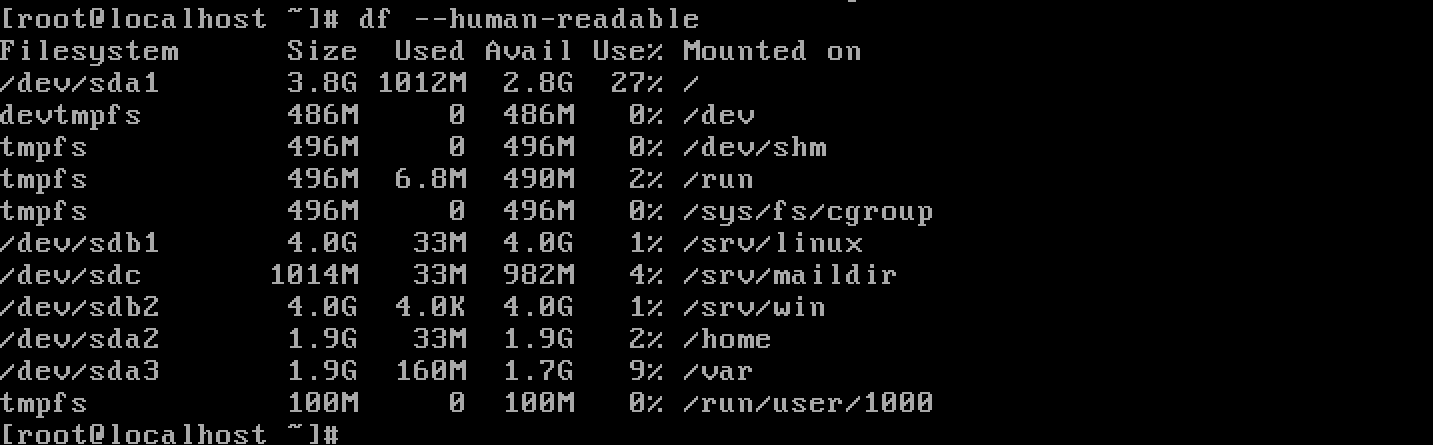 [root@localhost ~]# df --human-readable
Filesystem      Size  Used Avail Use% Mounted on
/dev/sda1       3.8G 1012M  2.8G  27% /
devtmpfs        486M     0  486M   0% /dev
tmpfs           496M     0  496M   0% /dev/shm
tmpfs           496M  6.8M  490M   2% /run
tmpfs           496M     0  496M   0% /sys/fs/cgroup
/dev/sdb1       4.0G   33M  4.0G   1% /srv/linux
/dev/sdc       1014M   33M  982M   4% /srv/maildir
/dev/sdb2       4.0G  4.0K  4.0G   1% /srv/win
/dev/sda2       1.9G   33M  1.9G   2% /home
/dev/sda3       1.9G  160M  1.7G   9% /var
tmpfs           100M     0  100M   0% /run/user/1000
[root@localhost ~]#